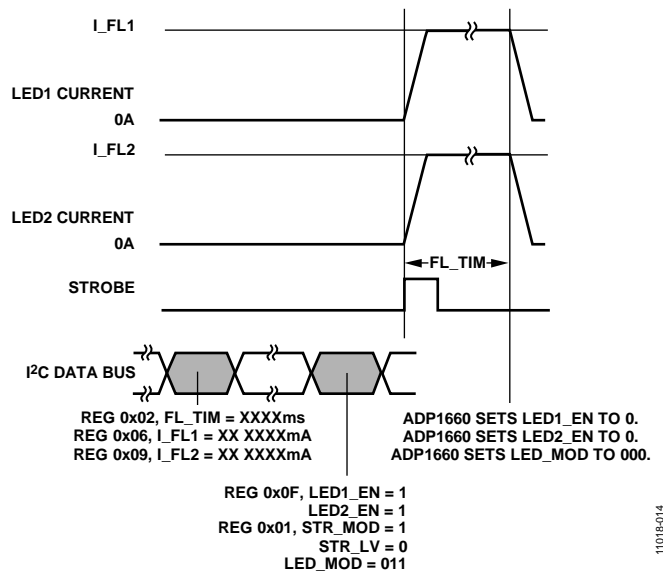 I_FL1
LED1 CURRENT
0A
I_FL2
LED2 CURRENT
0A
FL_TIM
STROBE
I²C DATA BUS
REG 0x02, FL_TIM = XXXXms
REG 0x06, I_FL1 = XX XXXXmA
REG 0x09, I_FL2 = XX XXXXmA
ADP1660 SETS LED1_EN TO 0.
ADP1660 SETS LED2_EN TO 0.
ADP1660 SETS LED_MOD TO 000.
REG 0x0F, LED1_EN = 1
LED2_EN = 1
REG 0x01, STR_MOD = 1
STR_LV = 0
LED_MOD = 011
11018-014